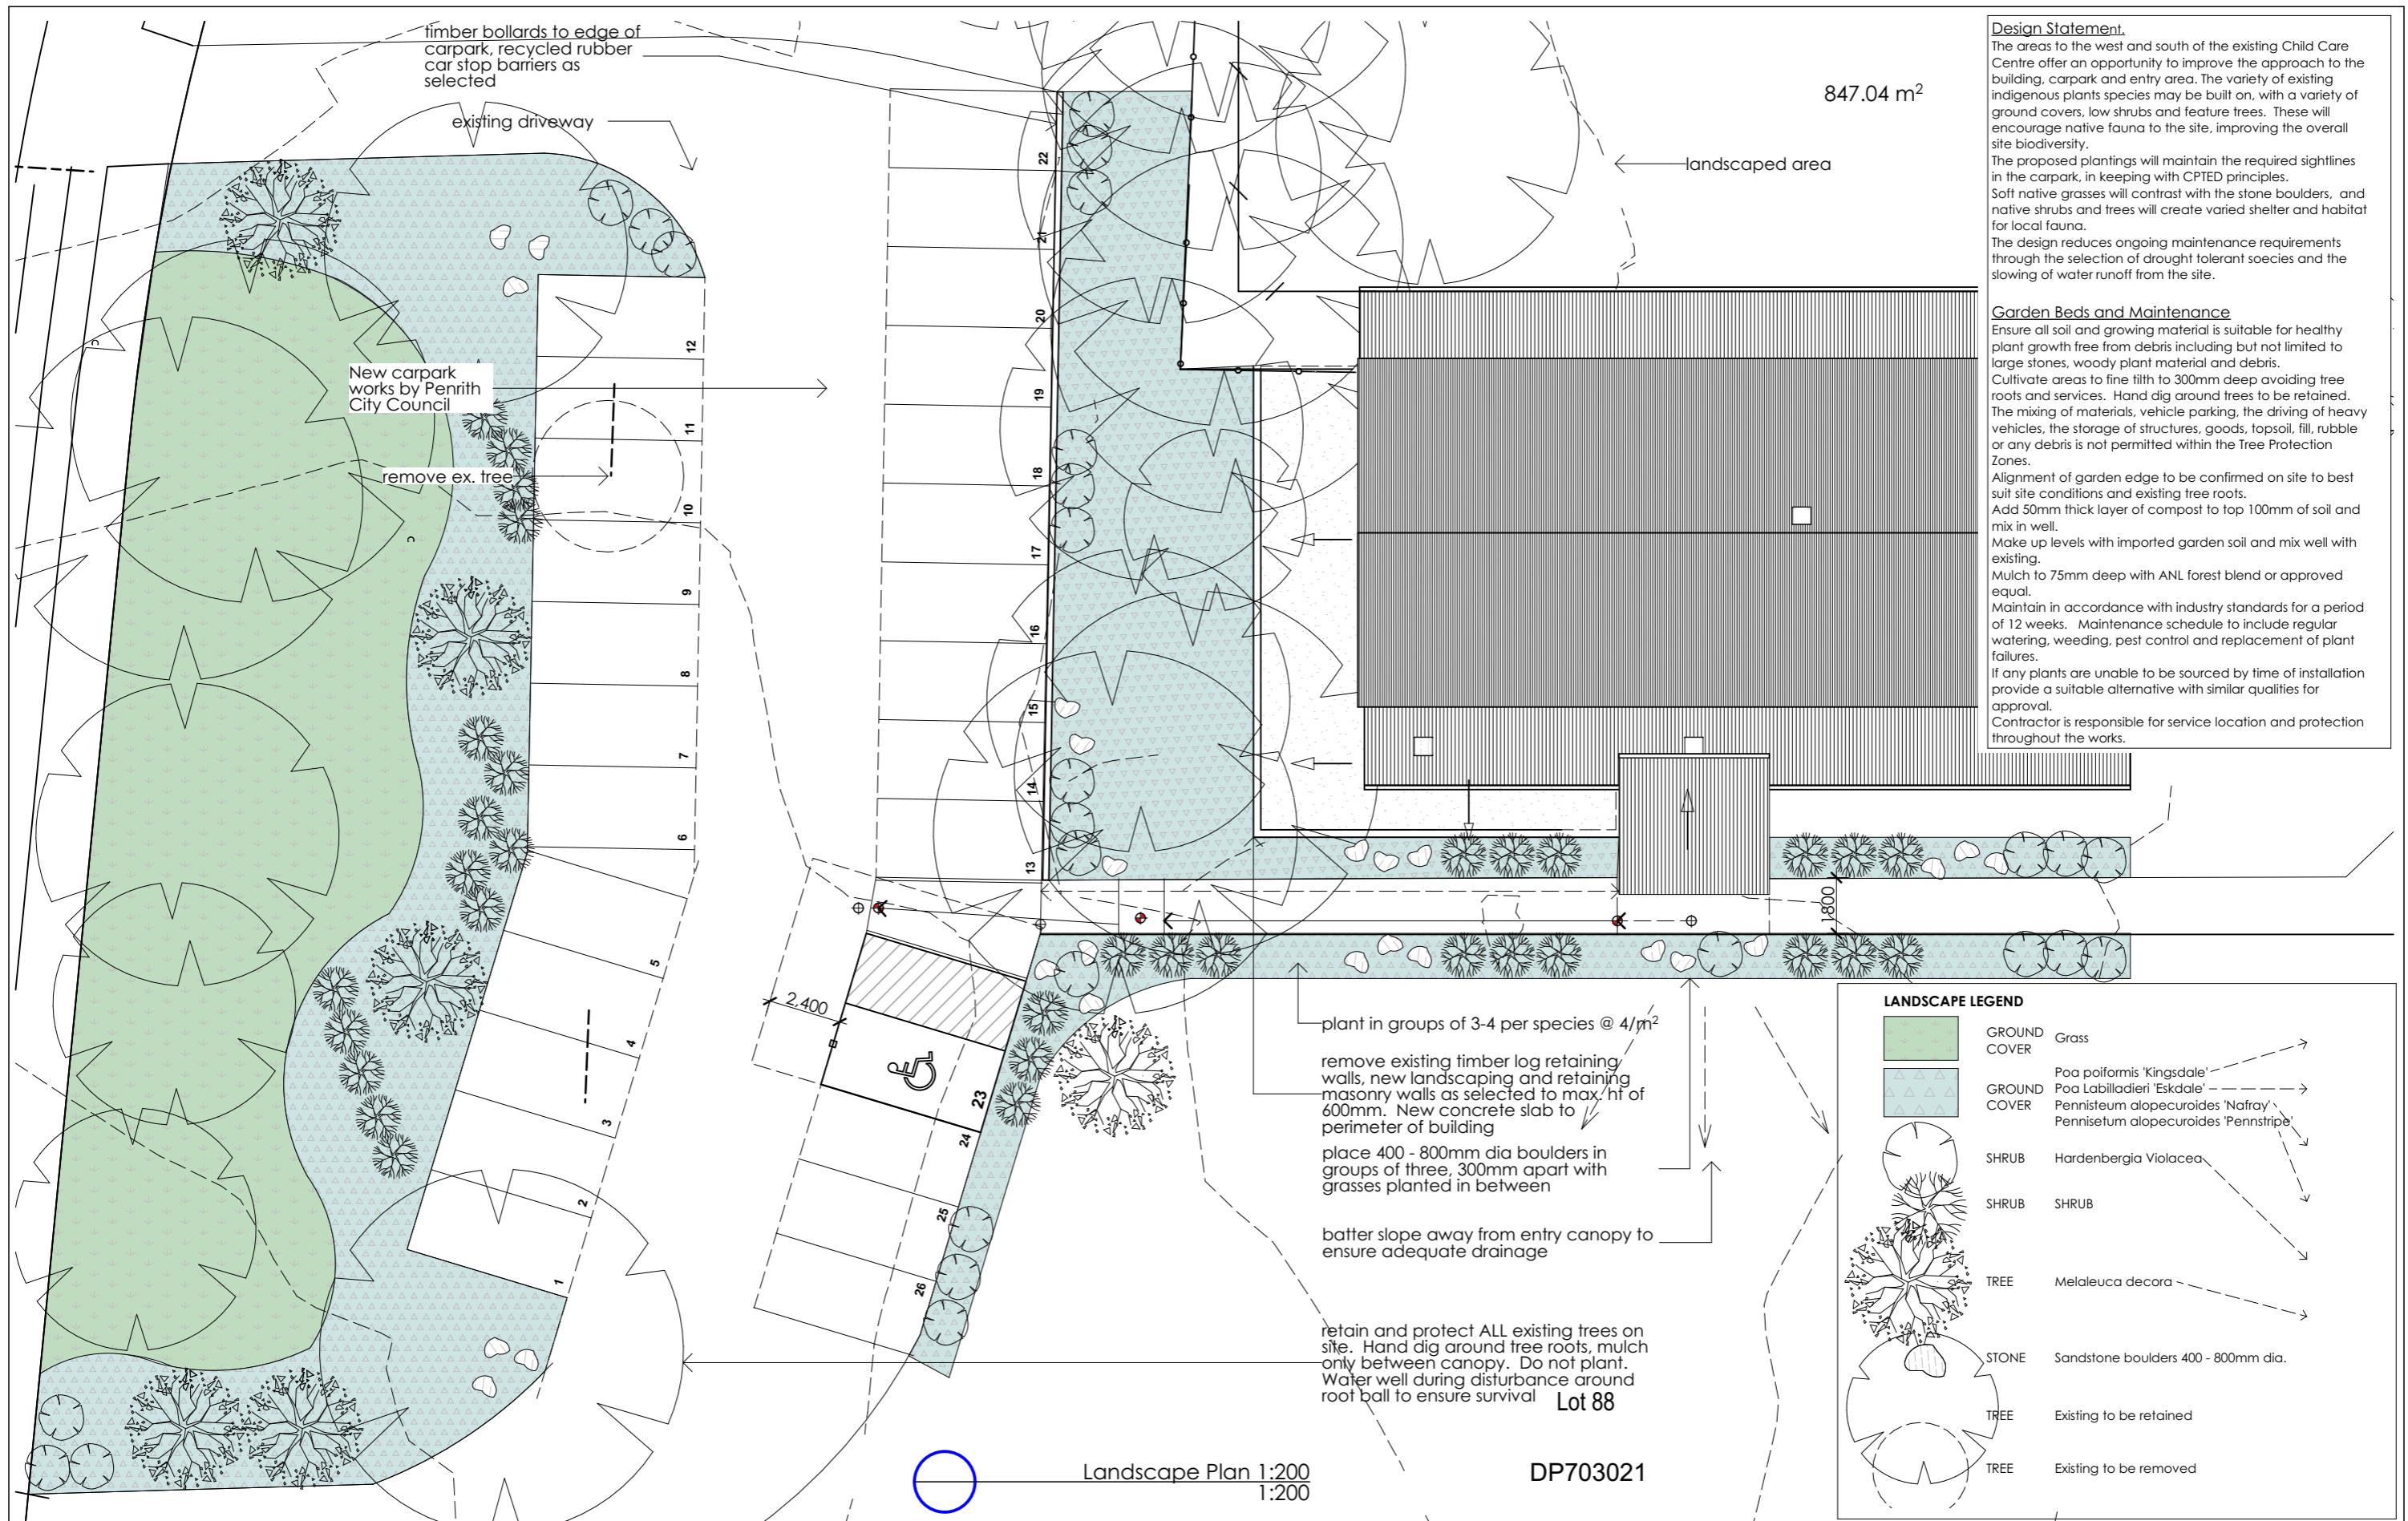 timber bollards to edge of
carpark, recycled rubber
car stop barriers as
selected
existing driveway
New carpark
works by Penrith
City Council
remove ex. tree
847.04 m²
landscaped area
22
21
20
19
18
17
16
15
14
13
12
11
10
9
8
7
6
5
4
3
2
1
2,400
23
24
25
26
1800
plant in groups of 3-4 per species @ 4/m²
remove existing timber log retaining
walls, new landscaping and retaining
masonry walls as selected to max. ht of
600mm. New concrete slab to
perimeter of building
place 400 - 800mm dia boulders in
groups of three, 300mm apart with
grasses planted in between
batter slope away from entry canopy to
ensure adequate drainage
retain and protect ALL existing trees on
site. Hand dig around tree roots, mulch
only between canopy. Do not plant.
Water well during disturbance around
root ball to ensure survival
Lot 88
DP703021
Landscape Plan 1:200
1:200
Design Statement.
The areas to the west and south of the existing Child Care
Centre offer an opportunity to improve the approach to the
building, carpark and entry area. The variety of existing
indigenous plants species may be built on, with a variety of
ground covers, low shrubs and feature trees. These will
encourage native fauna to the site, improving the overall
site biodiversity.
The proposed plantings will maintain the required sightlines
in the carpark, in keeping with CPTED principles.
Soft native grasses will contrast with the stone boulders, and
native shrubs and trees will create varied shelter and habitat
for local fauna.
The design reduces ongoing maintenance requirements
through the selection of drought tolerant soecies and the
slowing of water runoff from the site.
Garden Beds and Maintenance
Ensure all soil and growing material is suitable for healthy
plant growth free from debris including but not limited to
large stones, woody plant material and debris.
Cultivate areas to fine tilth to 300mm deep avoiding tree
roots and services. Hand dig around trees to be retained.
The mixing of materials, vehicle parking, the driving of heavy
vehicles, the storage of structures, goods, topsoil, fill, rubble
or any debris is not permitted within the Tree Protection
Zones.
Alignment of garden edge to be confirmed on site to best
suit site conditions and existing tree roots.
Add 50mm thick layer of compost to top 100mm of soil and
mix in well.
Make up levels with imported garden soil and mix well with
existing.
Mulch to 75mm deep with ANL forest blend or approved
equal.
Maintain in accordance with industry standards for a period
of 12 weeks. Maintenance schedule to include regular
watering, weeding, pest control and replacement of plant
failures.
If any plants are unable to be sourced by time of installation
provide a suitable alternative with similar qualities for
approval.
Contractor is responsible for service location and protection
throughout the works.
LANDSCAPE LEGEND
GROUND COVER Grass
GROUND COVER Poa poiformis 'Kingsdale'
Poa Labilladieri 'Eskdale'
Pennisteum alopecuroides 'Nafray'
Pennisetum alopecuroides 'Pennstripe'
SHRUB Hardenbergia Violacea
SHRUB SHRUB
TREE Melaleuca decora
STONE Sandstone boulders 400 - 800mm dia.
TREE Existing to be retained
TREE Existing to be removed